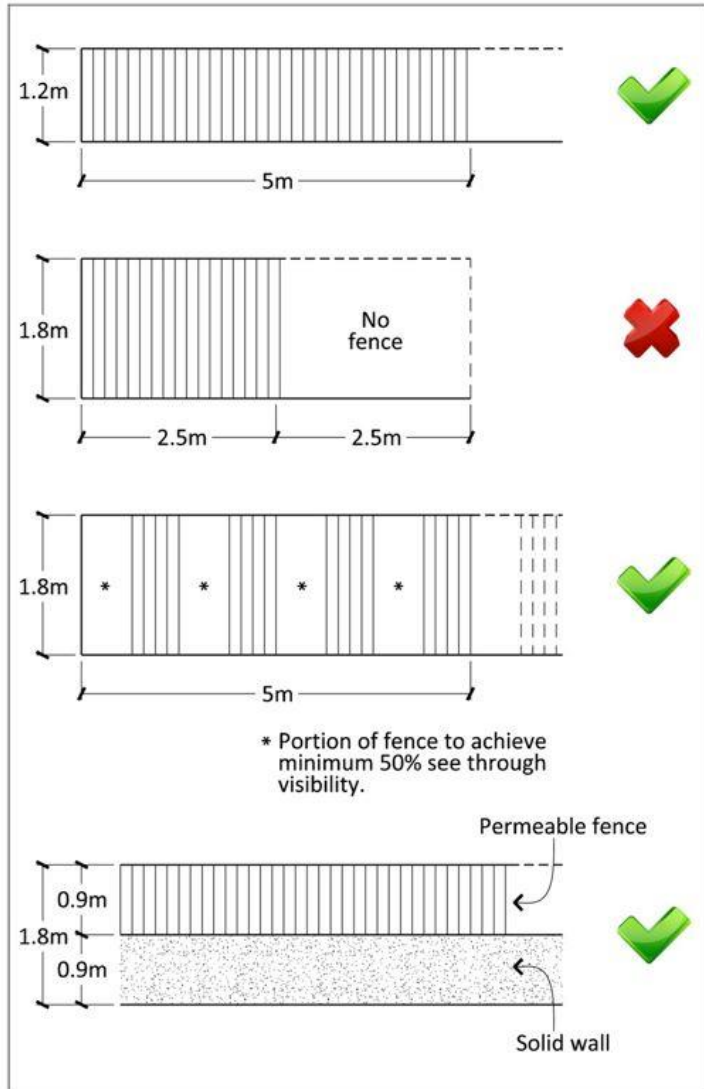 1.2m
5m
1.8m
No
fence
2.5m
2.5m
1.8m
*
*
*
*
5m
* Portion of fence to achieve
minimum 50% see through
visibility.
Permeable fence
0.9m
1.8m
0.9m
Solid wall